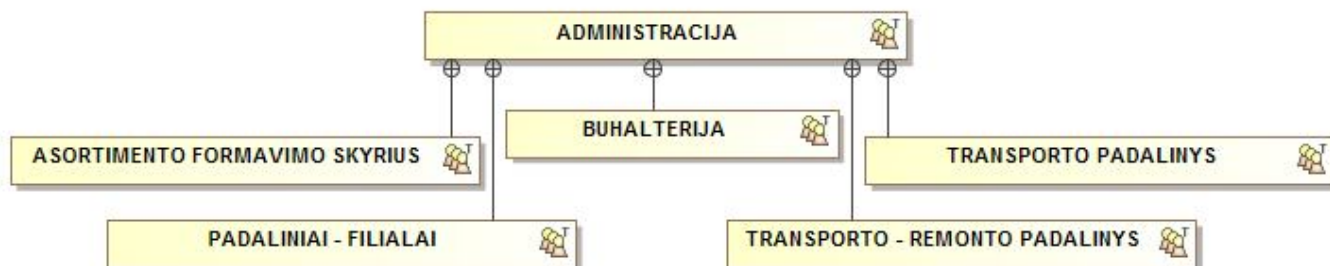 ADMINISTRACIJA
BUHALTERIJA
ASORTIMENTO FORMAVIMO SKYRIUS
TRANSPORTO PADALINYS
PADALINIAI - FILIALAI
TRANSPORTO - REMONTO PADALINYS